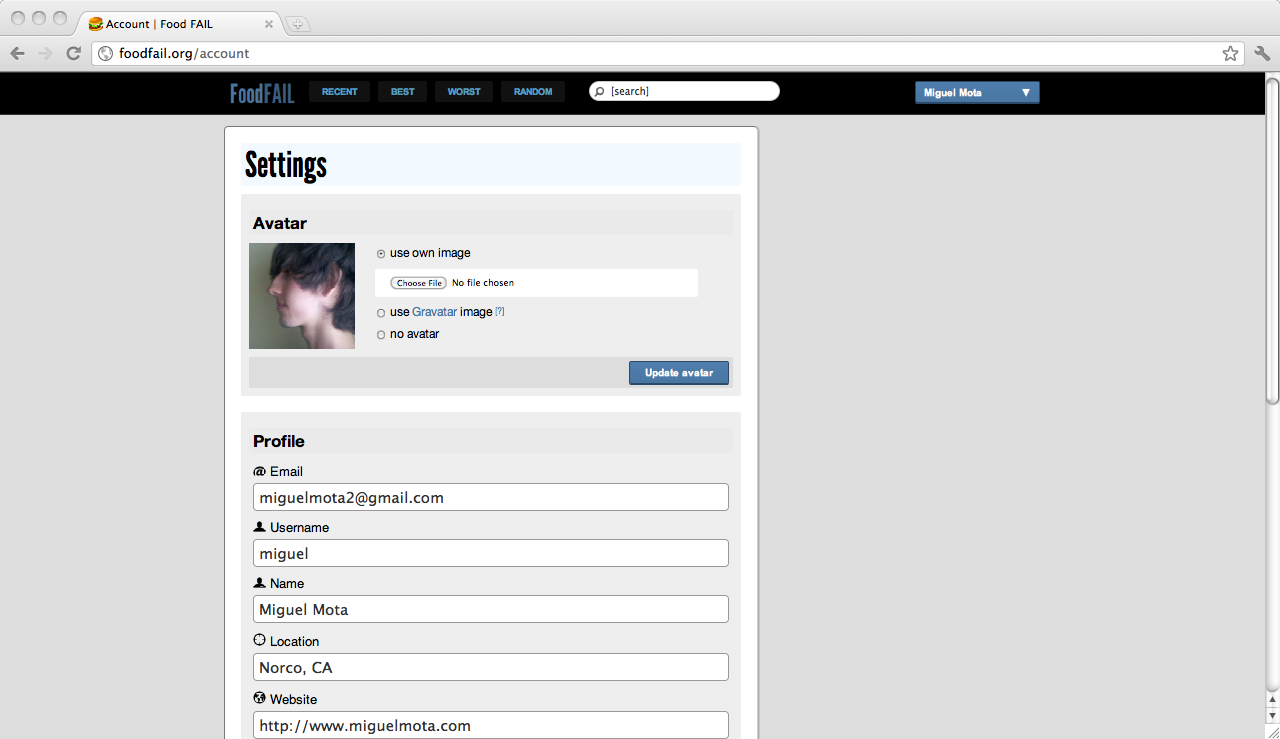 Account | Food FAIL
foodfail.org/account
FoodFAIL RECENT BEST WORST RANDOM [search] Miguel Mota ▼
Settings
Avatar
use own image
Choose File No file chosen
use Gravatar image [?]
no avatar
Update avatar
Profile
@ Email
miguelmota2@gmail.com
Username
miguel
Name
Miguel Mota
Location
Norco, CA
Website
http://www.miguelmota.com